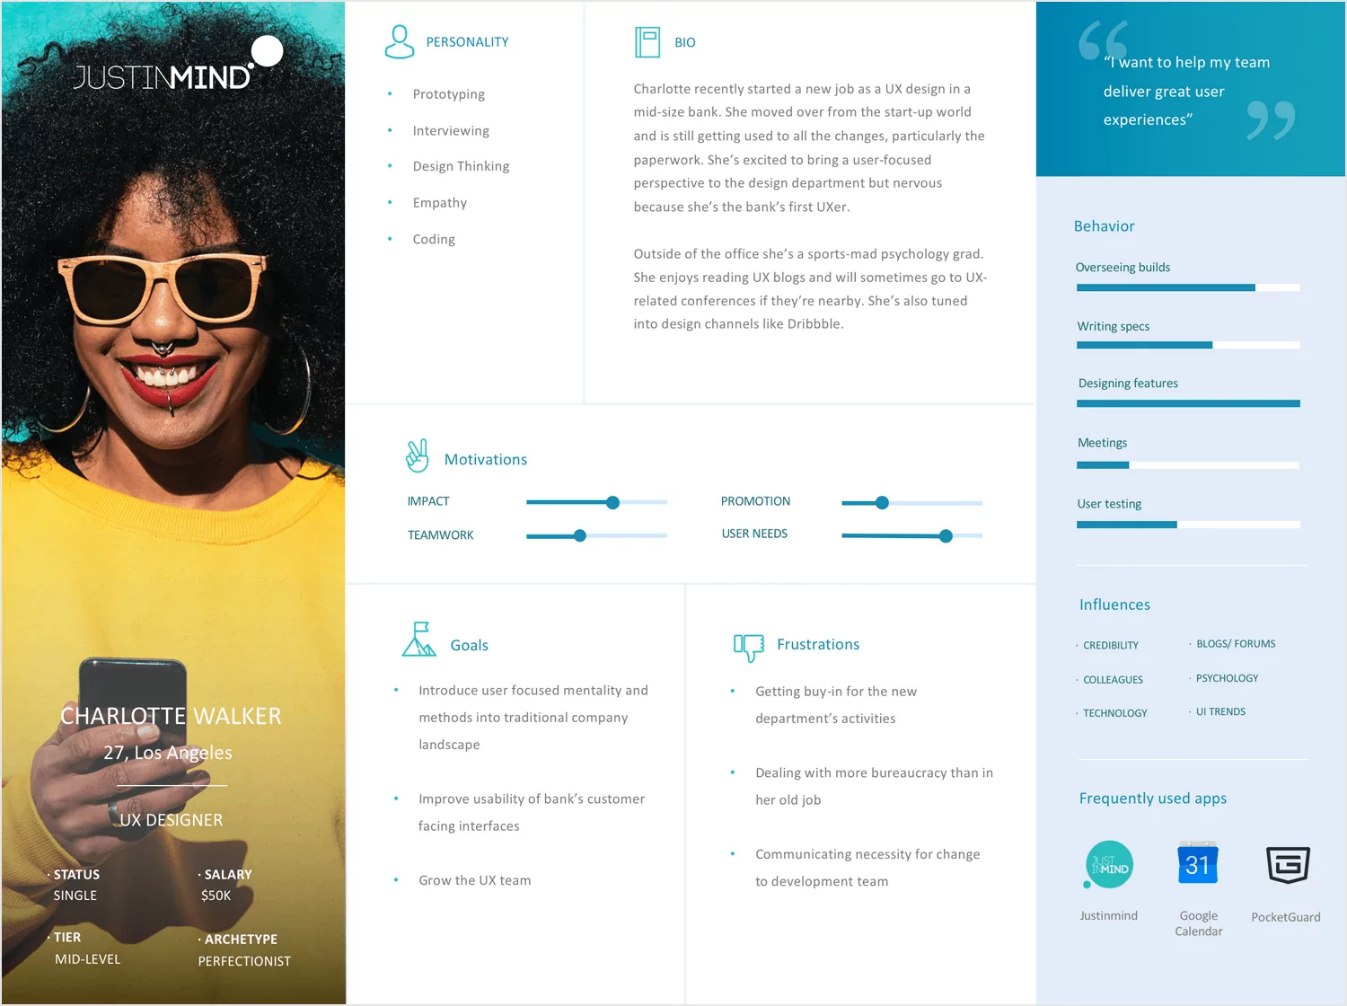 JUSTINMIND
CHARLOTTE WALKER
27, Los Angeles
UX DESIGNER
· STATUS
SINGLE
· SALARY
$50K
· TIER
MID-LEVEL
· ARCHETYPE
PERFECTIONIST
PERSONALITY
• Prototyping
• Interviewing
• Design Thinking
• Empathy
• Coding
BIO
Charlotte recently started a new job as a UX design in a
mid-size bank. She moved over from the start-up world
and is still getting used to all the changes, particularly the
paperwork. She’s excited to bring a user-focused
perspective to the design department but nervous
because she’s the bank’s first UXer.
Outside of the office she’s a sports-mad psychology grad.
She enjoys reading UX blogs and will sometimes go to UX-
related conferences if they’re nearby. She’s also tuned
into design channels like Dribbble.
Motivations
IMPACT
TEAMWORK
PROMOTION
USER NEEDS
Goals
• Introduce user focused mentality and
methods into traditional company
landscape
• Improve usability of bank’s customer
facing interfaces
• Grow the UX team
Frustrations
• Getting buy-in for the new
department’s activities
• Dealing with more bureaucracy than in
her old job
• Communicating necessity for change
to development team
“I want to help my team
deliver great user
experiences”
Behavior
Overseeing builds
Writing specs
Designing features
Meetings
User testing
Influences
· CREDIBILITY
· COLLEAGUES
· TECHNOLOGY
· BLOGS/ FORUMS
· PSYCHOLOGY
· UI TRENDS
Frequently used apps
JUST
INMIND
Justinmind
31
Google
Calendar
G
PocketGuard